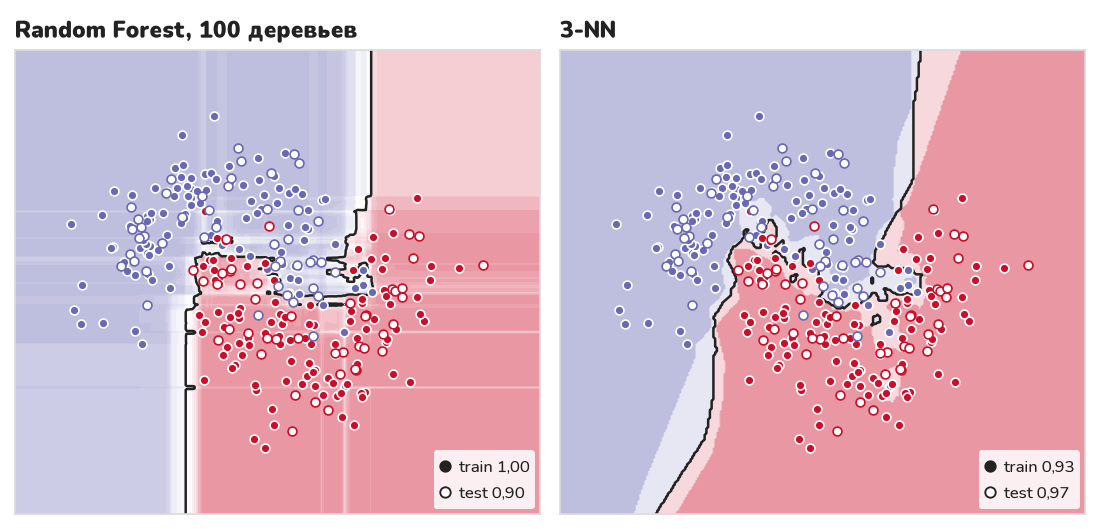 Random Forest, 100 деревьев
3-NN
train 1,00
test 0,90
train 0,93
test 0,97